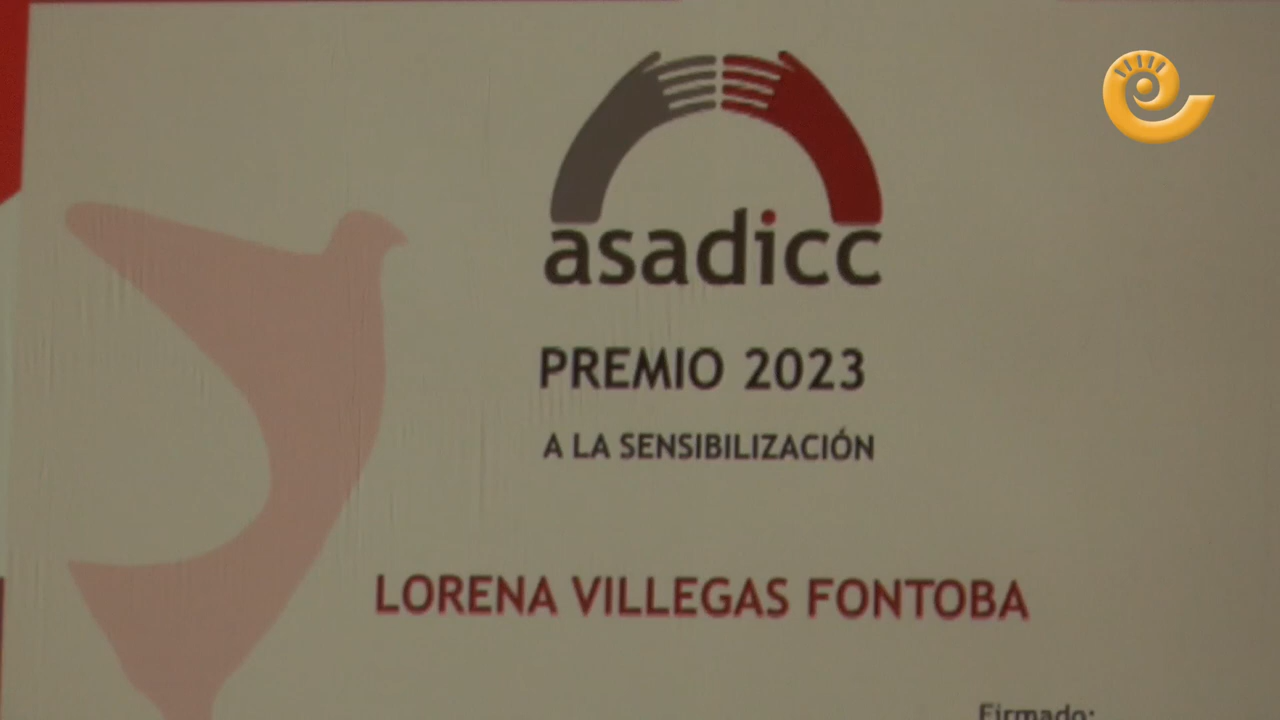 asadicc
PREMIO 2023
A LA SENSIBILIZACIÓN
LORENA VILLEGAS FONTOBA
Firmado: